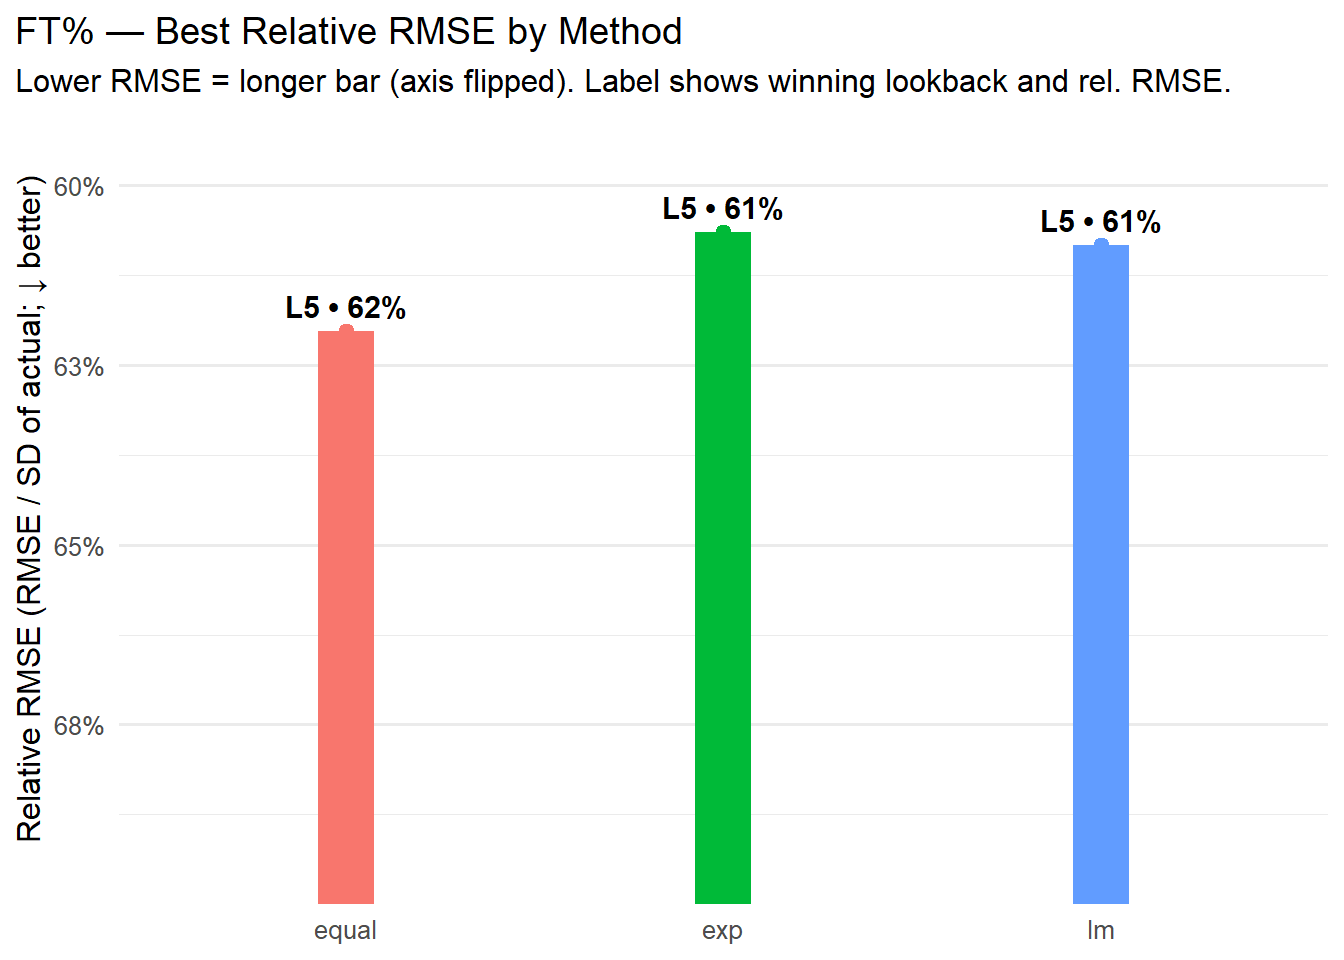 FT% — Best Relative RMSE by Method
Lower RMSE = longer bar (axis flipped). Label shows winning lookback and rel. RMSE.
Relative RMSE (RMSE / SD of actual; ↓ better)
60%
63%
65%
68%
L5 • 62%
L5 • 61%
L5 • 61%
equal
exp
lm